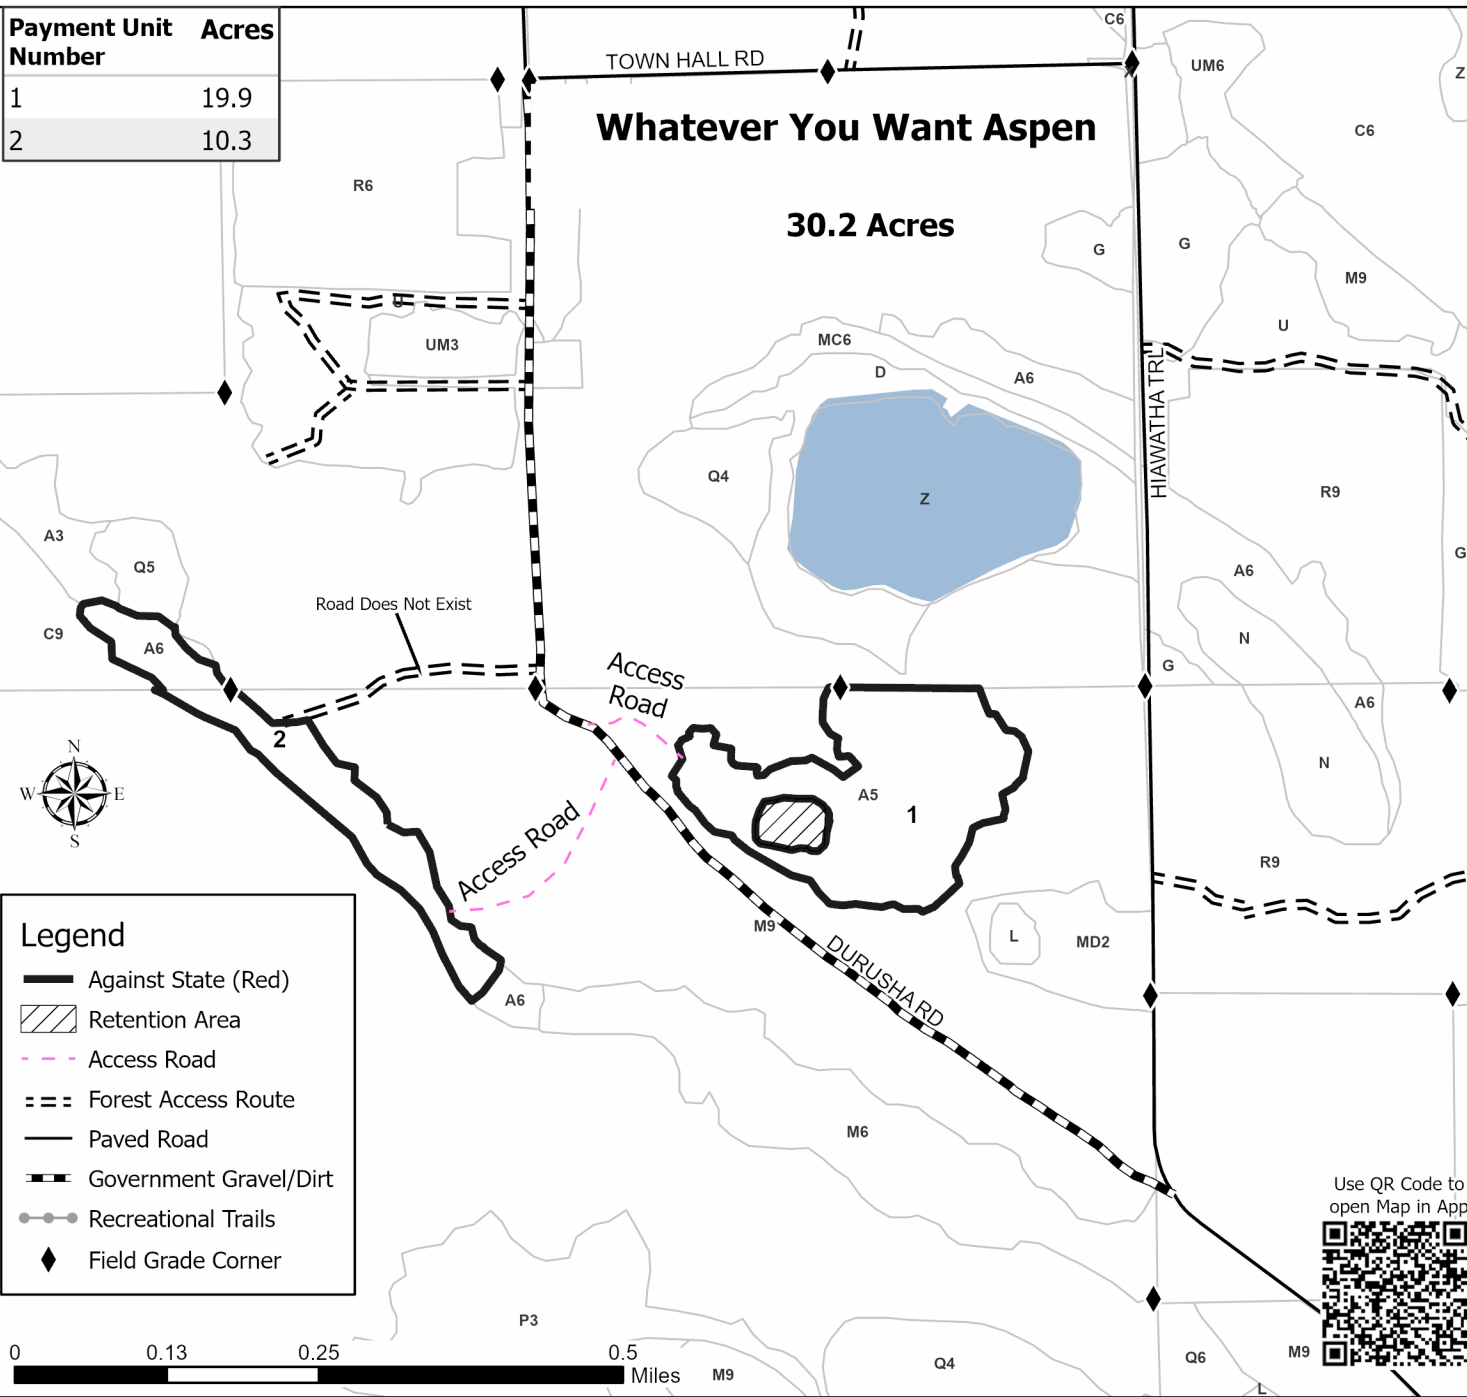 Payment Unit Number
Acres
1 19.9
2 10.3
TOWN HALL RD
Whatever You Want Aspen
30.2 Acres
C6
UM6
Z
C6
R6
G
G
M9
U
U
UM3
MC6
D
A6
HIAWATHA TRL
Q4
Z
R9
A3
Q5
G
A6
Road Does Not Exist
C9
A6
N
G
Access
Road
A6
2
N
W
E
S
A5
1
N
Access Road
R9
M9
DURUSHA RD
L
MD2
A6
Legend
Against State (Red)
Retention Area
Access Road
Forest Access Route
Paved Road
Government Gravel/Dirt
Recreational Trails
Field Grade Corner
M6
Use QR Code to
open Map in App
P3
0 0.13 0.25 0.5
Miles
M9
Q4
Q6
M9
L